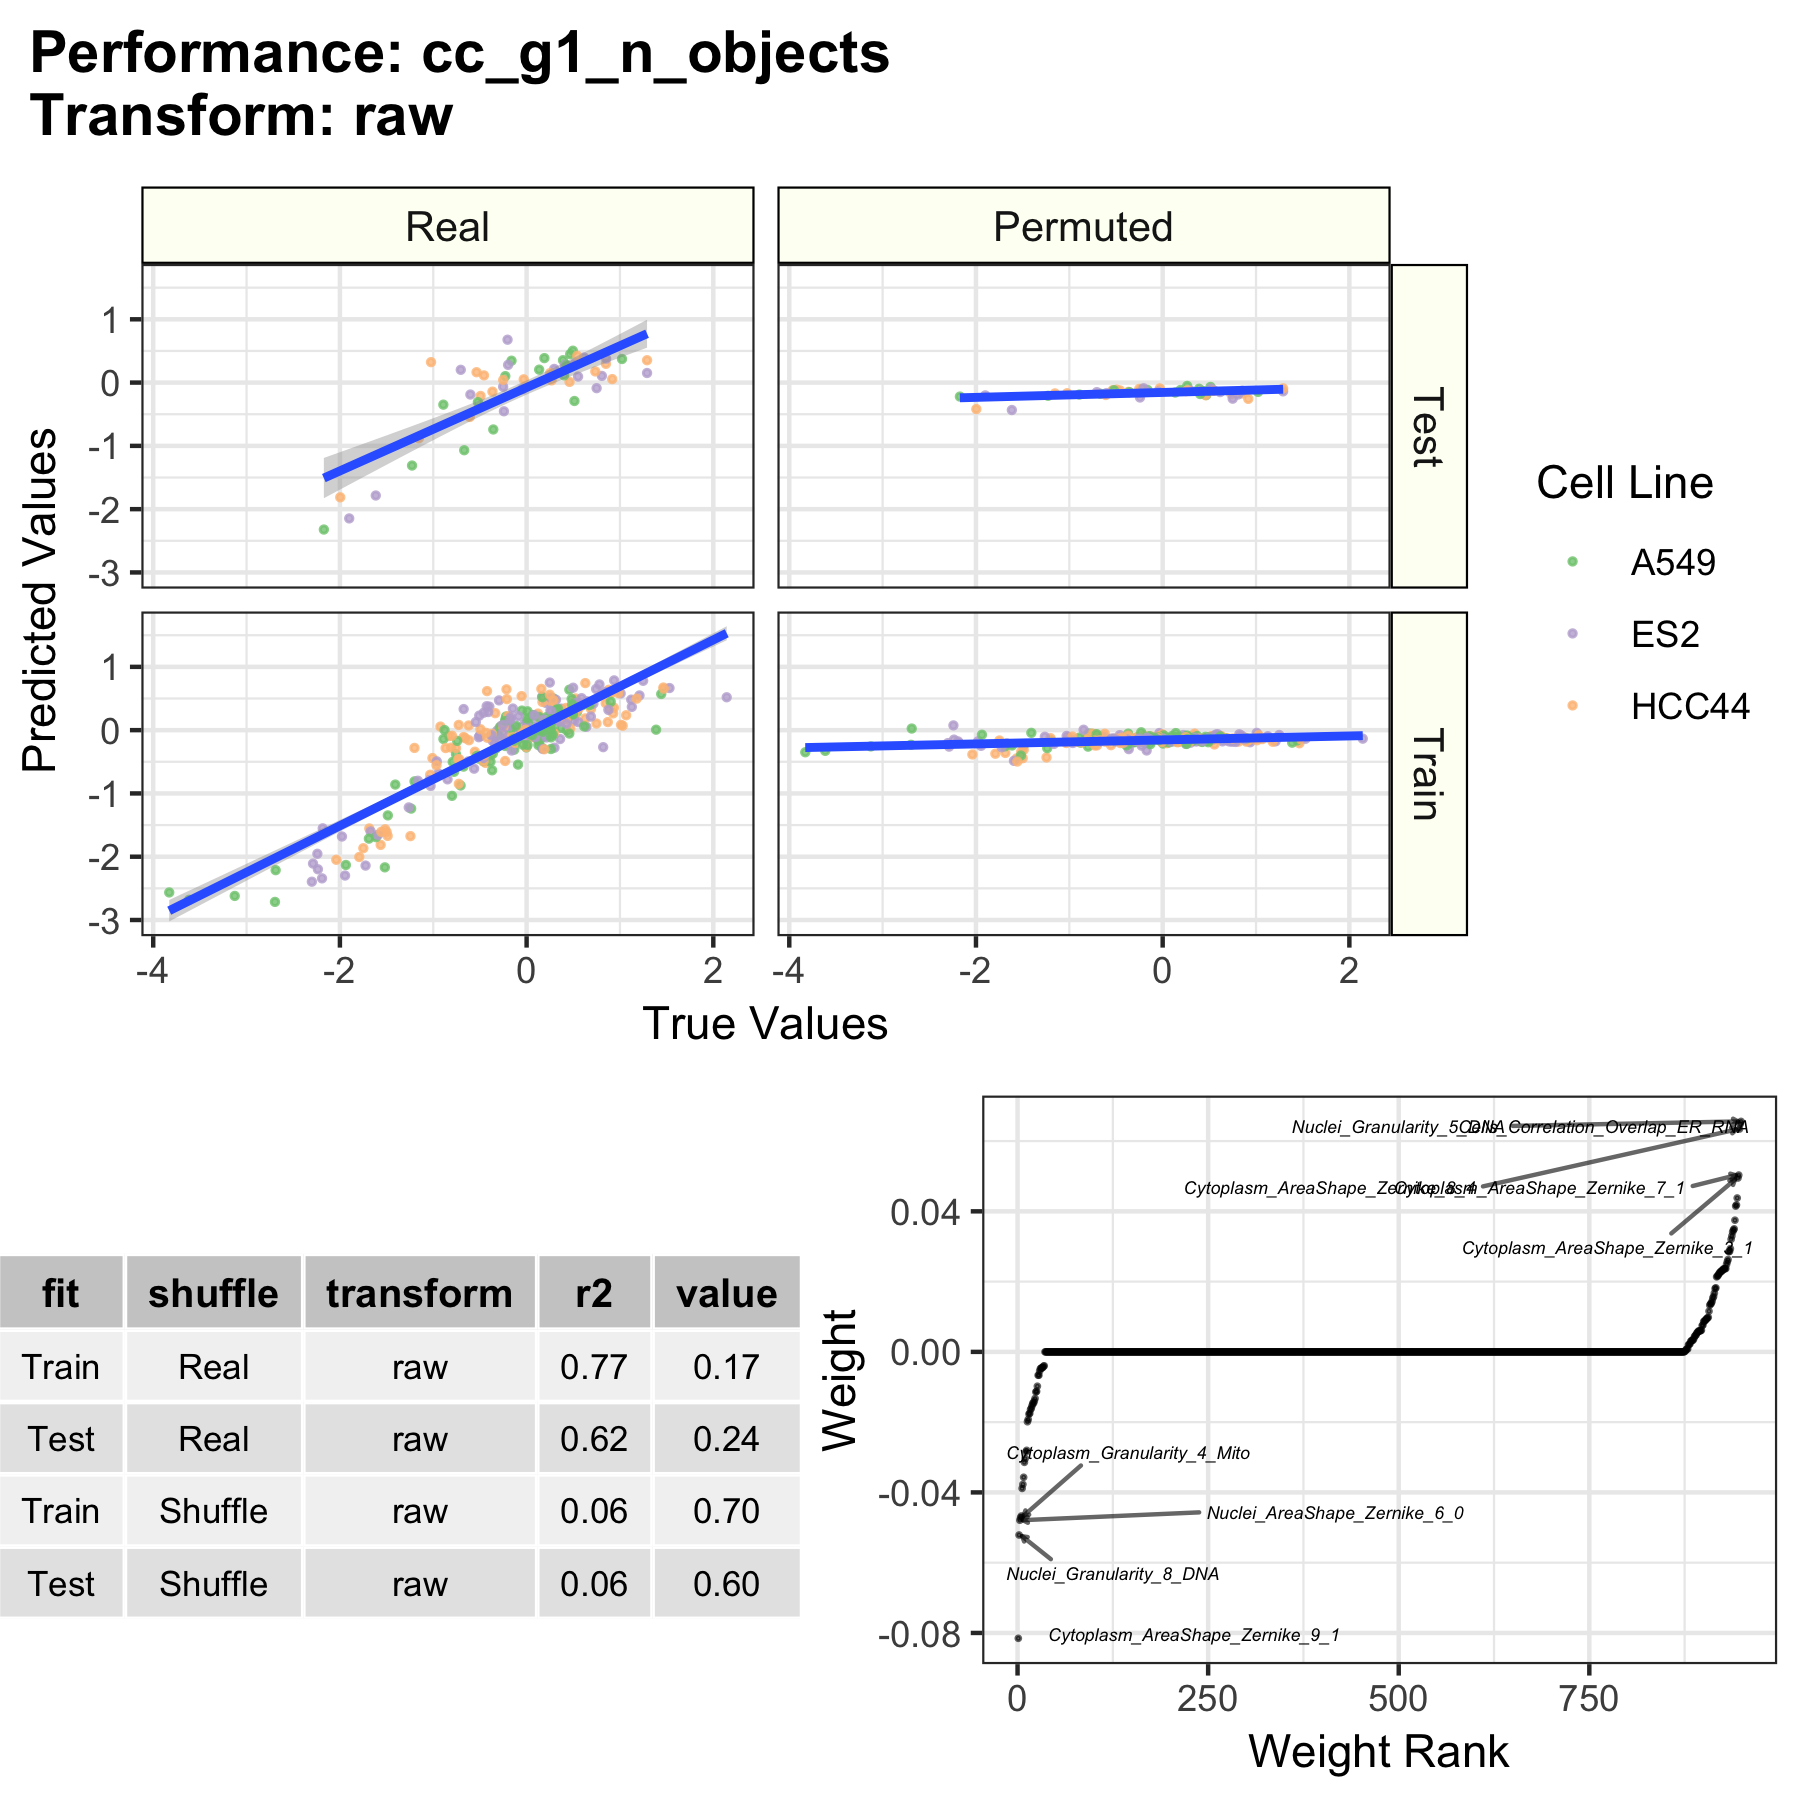 Performance: cc_g1_n_objects
Transform: raw
Real
Permuted
Predicted Values
1
0
-1
-2
-3
Test
1
0
-1
-2
-3
Train
-4
-2
0
2
-4
-2
0
2
True Values
Cell Line
A549
ES2
HCC44
fit shuffle transform r2 value
Train Real raw 0.77 0.17
Test Real raw 0.62 0.24
Train Shuffle raw 0.06 0.70
Test Shuffle raw 0.06 0.60
Weight
0.04
0.00
-0.04
-0.08
Nuclei_Granularity_5_DNA
Cells_Correlation_Overlap_ER_RNA
Cytoplasm_AreaShape_Zernike_8_4
Cytoplasm_AreaShape_Zernike_7_1
Cytoplasm_AreaShape_Zernike_3_1
Cytoplasm_Granularity_4_Mito
Nuclei_AreaShape_Zernike_6_0
Nuclei_Granularity_8_DNA
Cytoplasm_AreaShape_Zernike_9_1
0
250
500
750
Weight Rank